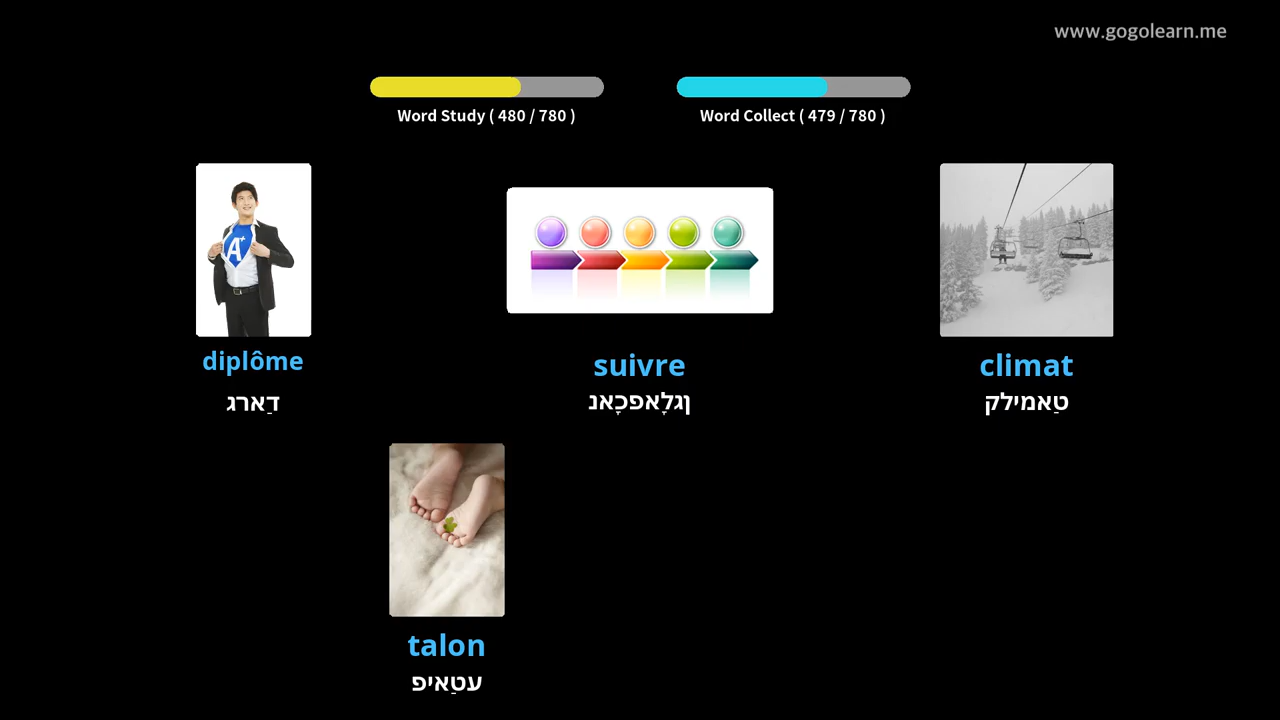 www.gogolearn.me
Word Study ( 480 / 780 )
Word Collect ( 479 / 780 )
A+
diplôme
דַארג
suivre
ןגלָאפכָאנ
climat
טַאמילק
talon
עטַאיפ